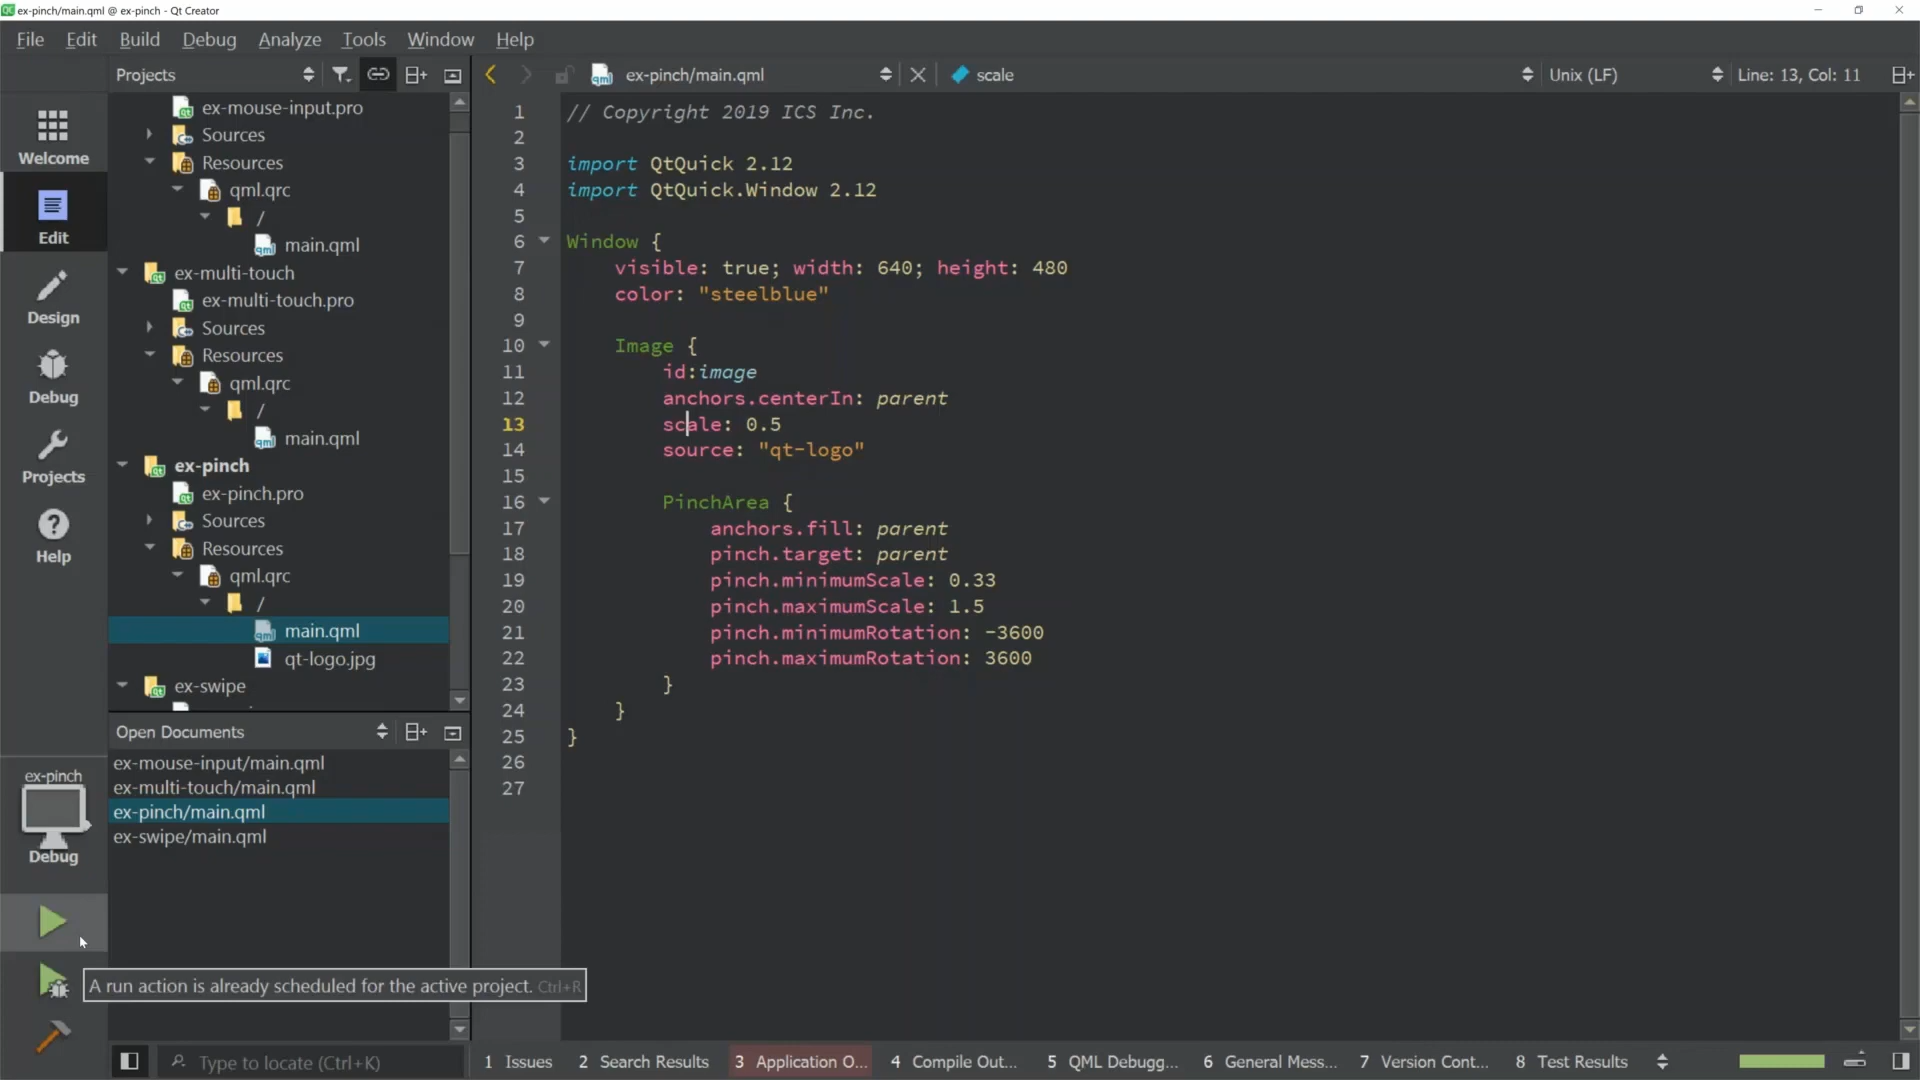 ex-pinch/main.qml @ ex-pinch - Qt Creator
File Edit Build Debug Analyze Tools Window Help
Projects
ex-pinch/main.qml
scale
Unix (LF)
Line: 13, Col: 11
Welcome
Edit
Design
Debug
Projects
Help
ex-mouse-input.pro
Sources
Resources
qml.qrc
/
main.qml
ex-multi-touch
ex-multi-touch.pro
Sources
Resources
qml.qrc
/
main.qml
ex-pinch
ex-pinch.pro
Sources
Resources
qml.qrc
/
main.qml
qt-logo.jpg
ex-swipe
Open Documents
ex-mouse-input/main.qml
ex-multi-touch/main.qml
ex-pinch/main.qml
ex-swipe/main.qml
ex-pinch
Debug
A run action is already scheduled for the active project. Ctrl+R
1 // Copyright 2019 ICS Inc.
2
3 import QtQuick 2.12
4 import QtQuick.Window 2.12
5
6 Window {
7 visible: true; width: 640; height: 480
8 color: "steelblue"
9
10 Image {
11 id:image
12 anchors.centerIn: parent
13 scale: 0.5
14 source: "qt-logo"
15
16 PinchArea {
17 anchors.fill: parent
18 pinch.target: parent
19 pinch.minimumScale: 0.33
20 pinch.maximumScale: 1.5
21 pinch.minimumRotation: -3600
22 pinch.maximumRotation: 3600
23 }
24 }
25 }
26
27
Type to locate (Ctrl+K)
1 Issues 2 Search Results 3 Application O... 4 Compile Out... 5 QML Debugg... 6 General Mess... 7 Version Cont... 8 Test Results